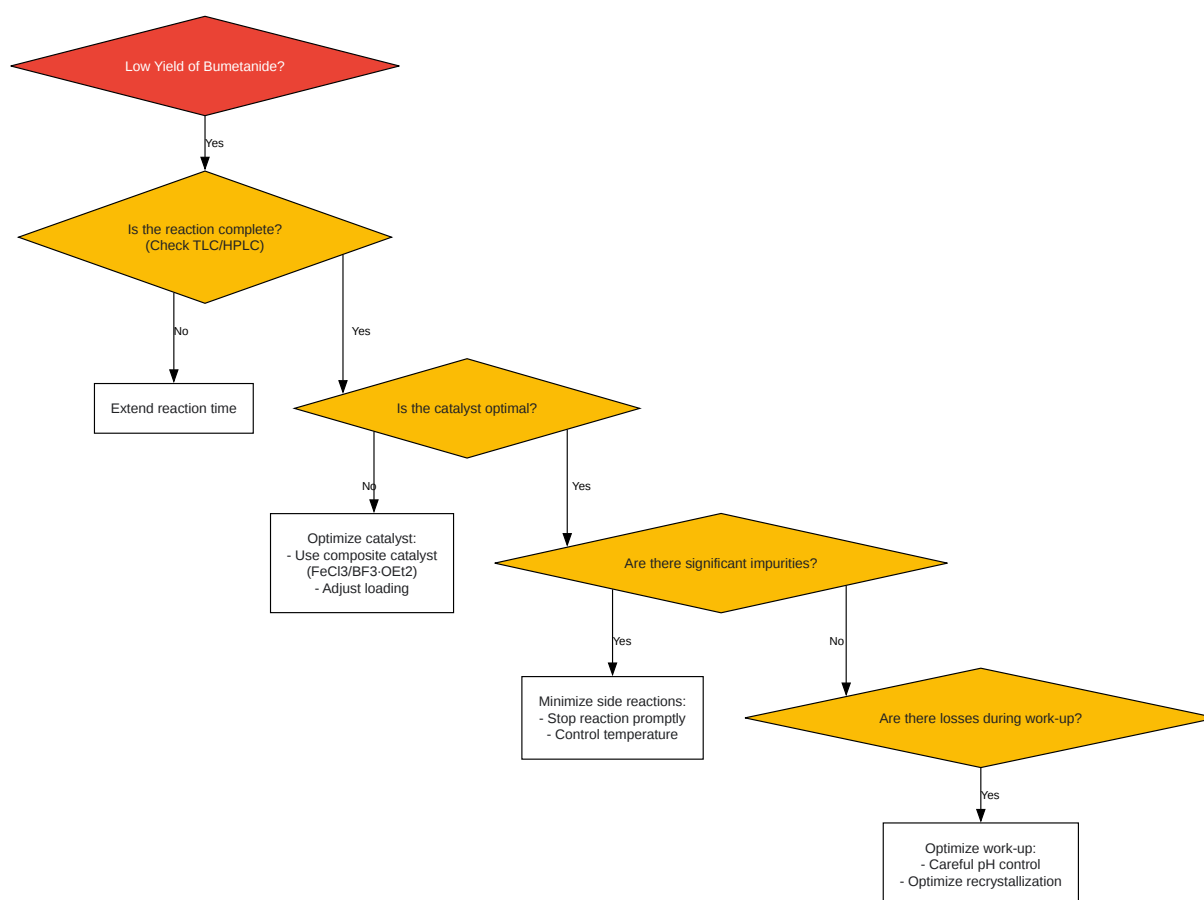 Low Yield of Bumetanide?
Yes
Is the reaction complete?
(Check TLC/HPLC)
No
Yes
Extend reaction time
Is the catalyst optimal?
No
Yes
Optimize catalyst:
- Use composite catalyst
(FeCl3/BF3·OEt2)
- Adjust loading
Are there significant impurities?
Yes
No
Minimize side reactions:
- Stop reaction promptly
- Control temperature
Are there losses during work-up?
Yes
Optimize work-up:
- Careful pH control
- Optimize recrystallization